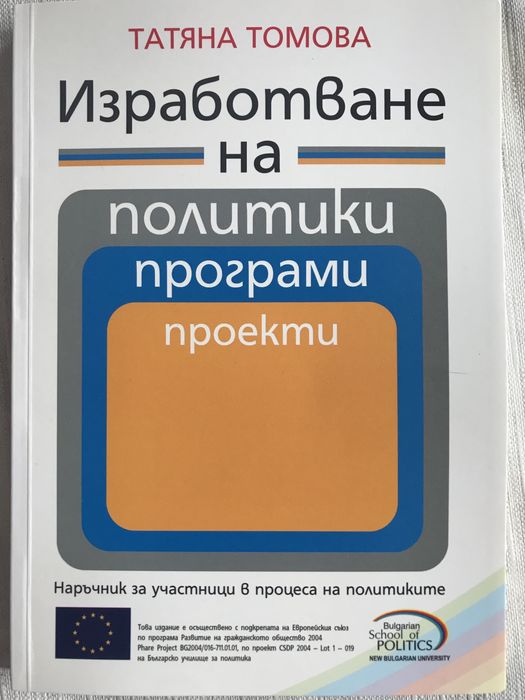 ТАТЯНА ТОМОВА
Изработване
на
политики
програми
проекти
Наръчник за участници в процеса на политиките
Това издание е осъществено с подкрепата на Европейския съюз
по програма Развитие на гражданското общество 2004
Phare Project BG2004/016-711.01.01, по проект CSDP 2004 – Lot 1 – 019
на Българско училище за политика
Bulgarian
School of
POLITICS
NEW BULGARIAN UNIVERSITY